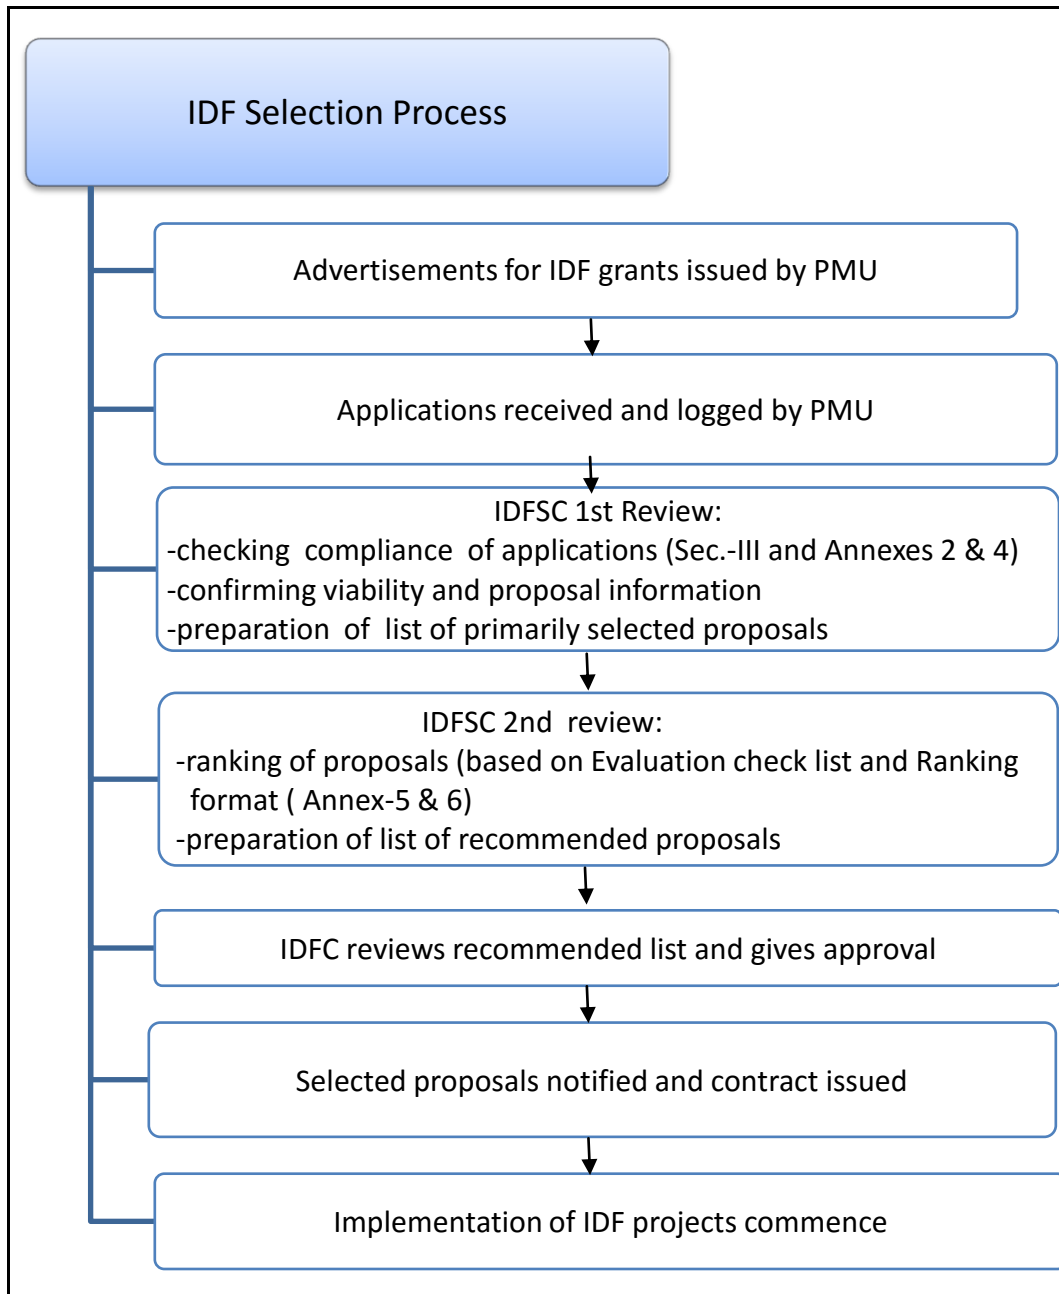 IDF Selection Process
Advertisements for IDF grants issued by PMU
Applications received and logged by PMU
IDFSC 1st Review:
-checking compliance of applications (Sec.-III and Annexes 2 & 4)
-confirming viability and proposal information
-preparation of list of primarily selected proposals
IDFSC 2nd review:
-ranking of proposals (based on Evaluation check list and Ranking
format ( Annex-5 & 6)
-preparation of list of recommended proposals
IDFC reviews recommended list and gives approval
Selected proposals notified and contract issued
Implementation of IDF projects commence